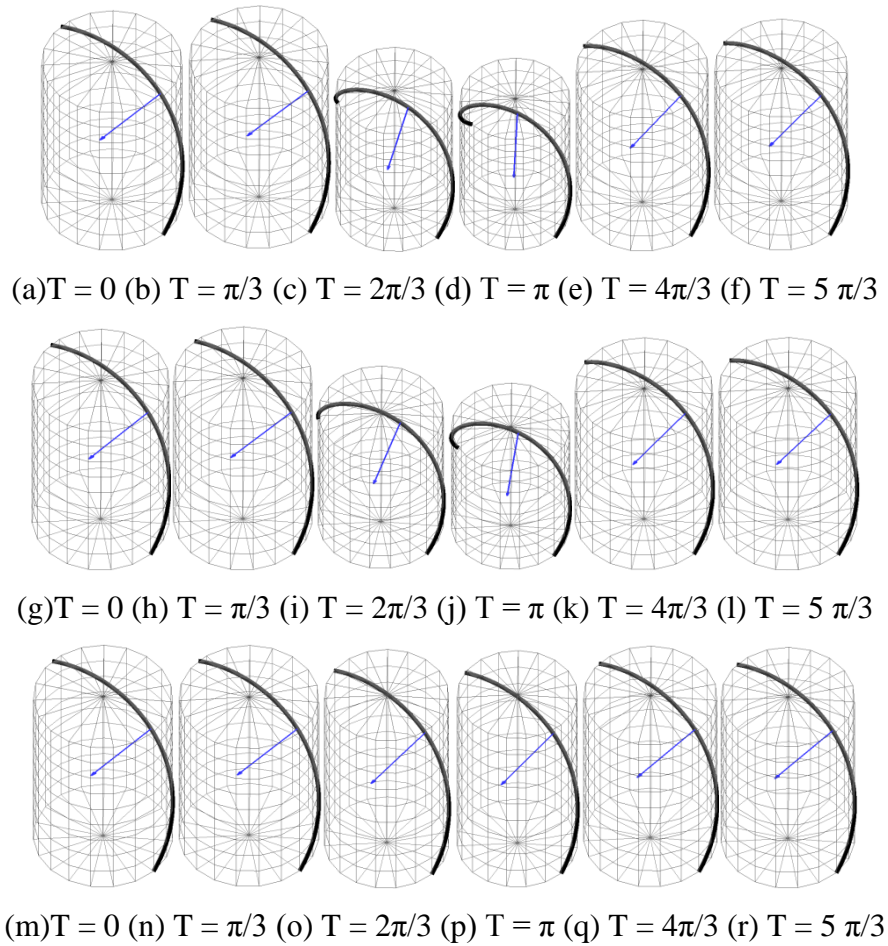 (a)T = 0 (b) T = π/3 (c) T = 2π/3 (d) T = π (e) T = 4π/3 (f) T = 5 π/3
(g)T = 0 (h) T = π/3 (i) T = 2π/3 (j) T = π (k) T = 4π/3 (l) T = 5 π/3
(m)T = 0 (n) T = π/3 (o) T = 2π/3 (p) T = π (q) T = 4π/3 (r) T = 5 π/3